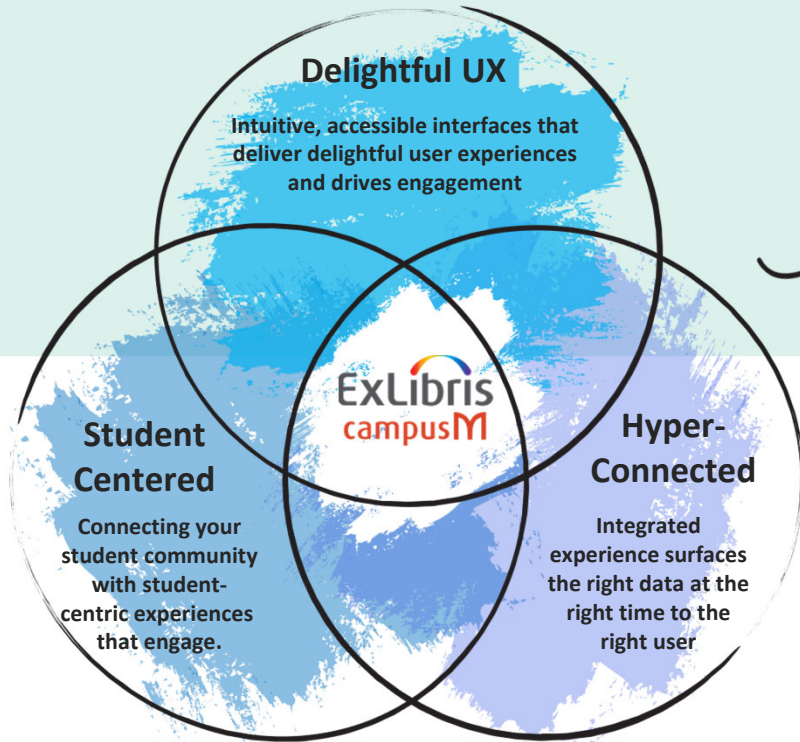 Delightful UX
Intuitive, accessible interfaces that
deliver delightful user experiences
and drives engagement
ExLibris
campusM
Student
Centered
Connecting your
student community
with student-
centric experiences
that engage.
Hyper-
Connected
Integrated
experience surfaces
the right data at the
right time to the
right user